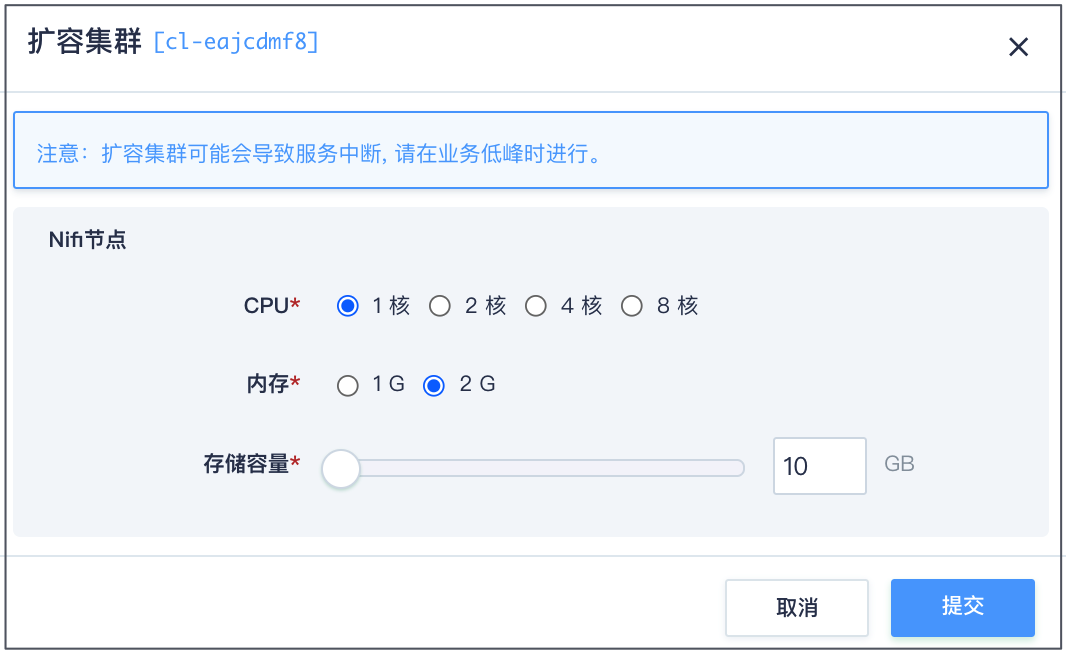 扩容集群 [cl-eajcdmf8]
注意：扩容集群可能会导致服务中断, 请在业务低峰时进行。
Nifi节点
CPU* 1 核 2 核 4 核 8 核
内存* 1 G 2 G
存储容量* 10 GB
取消 提交